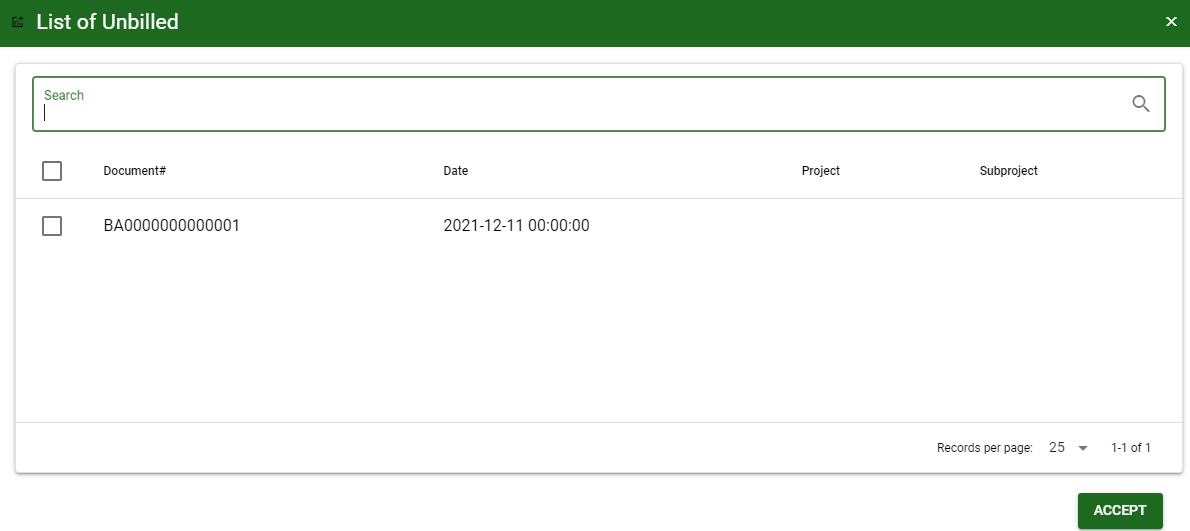 List of Unbilled
Search
Document# Date Project Subproject
BA0000000000001 2021-12-11 00:00:00
Records per page: 25 1-1 of 1
ACCEPT